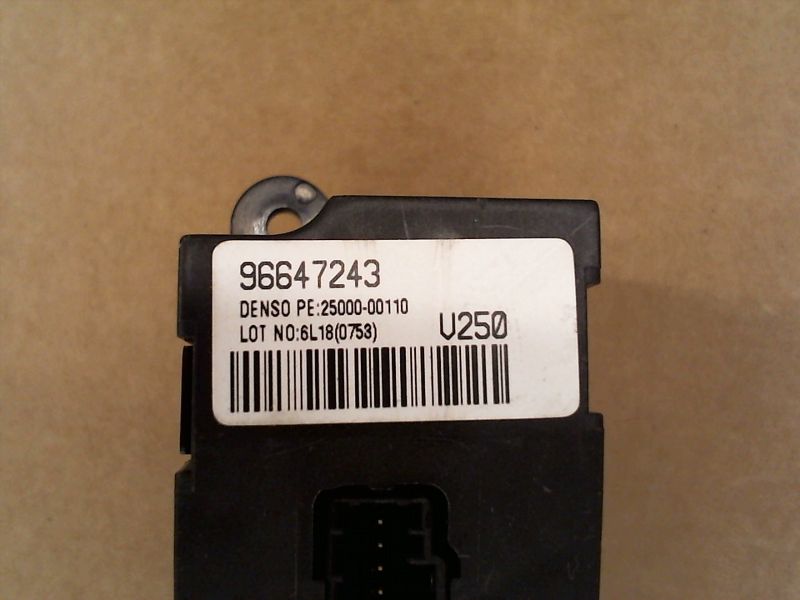 96647243
DENSO PE:25000-00110
LOT NO:6L18(0753)
V250